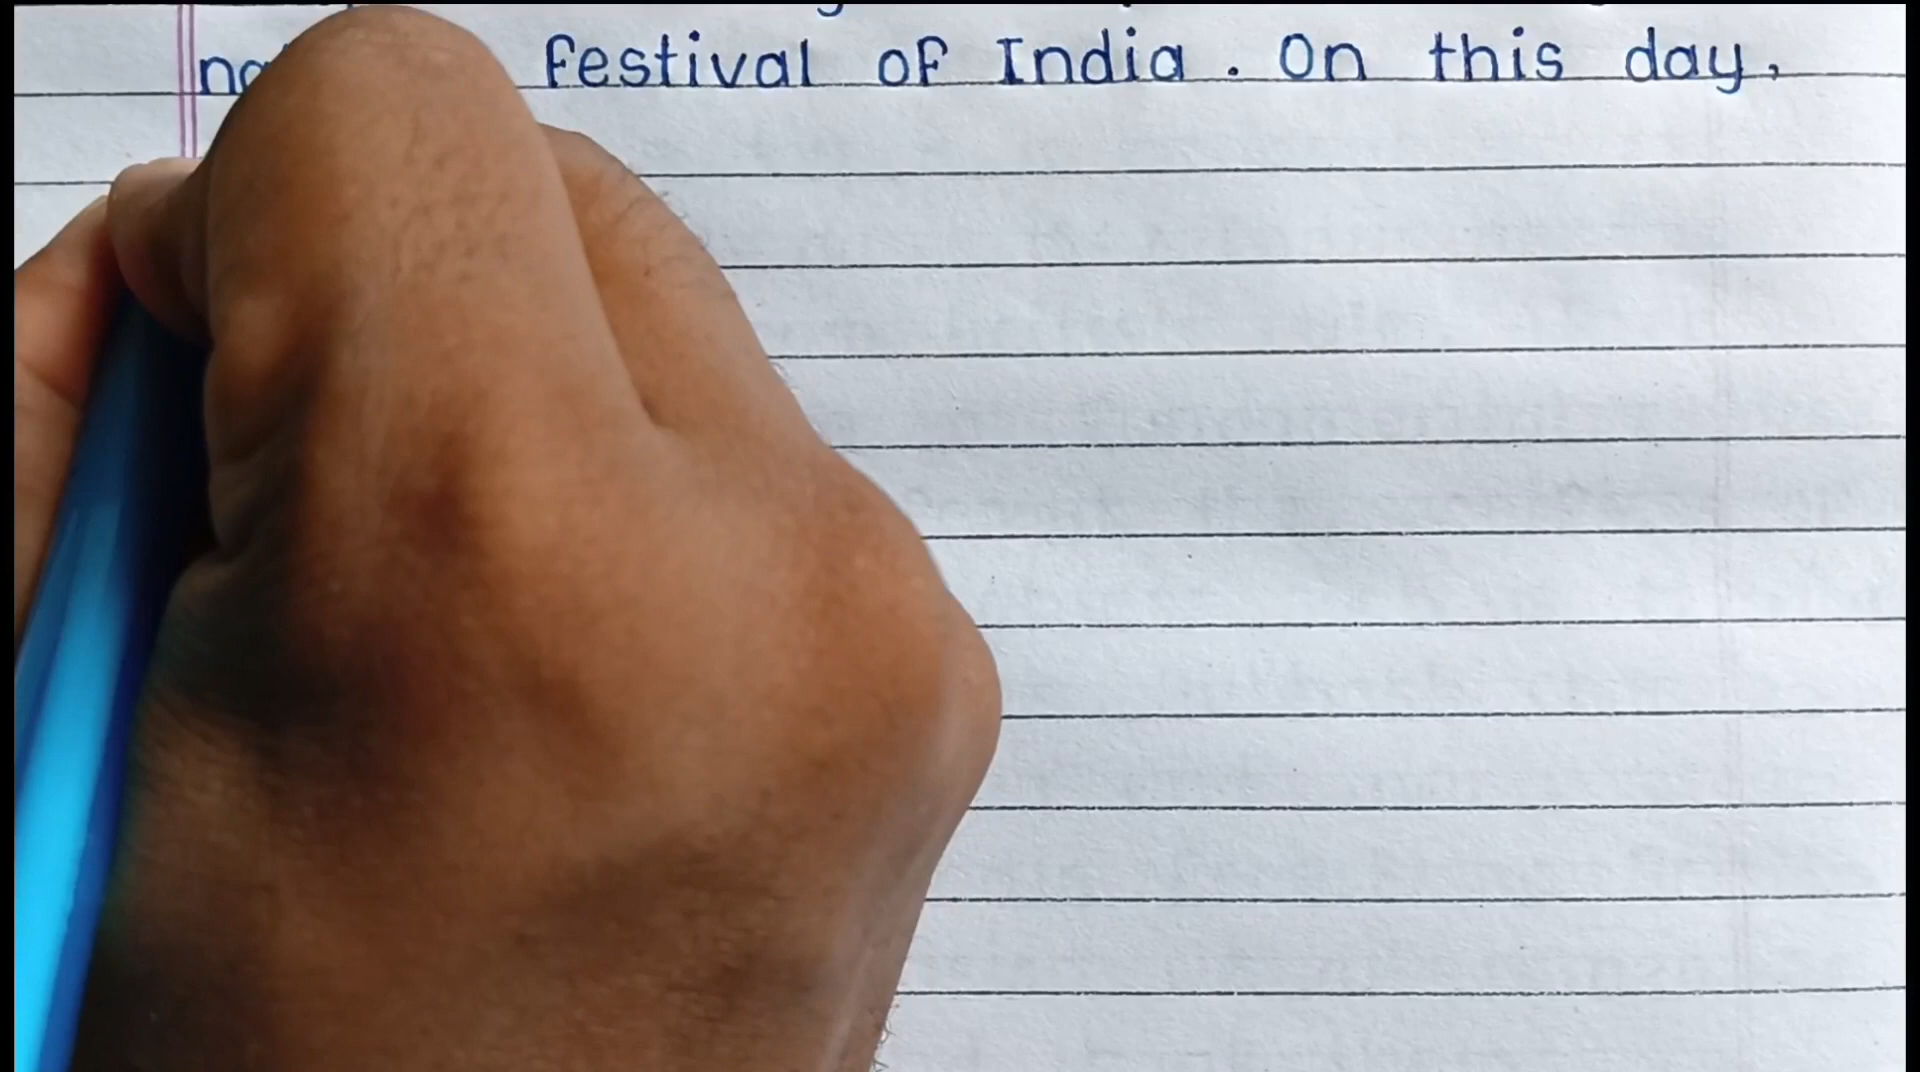 festival of India. On this day,